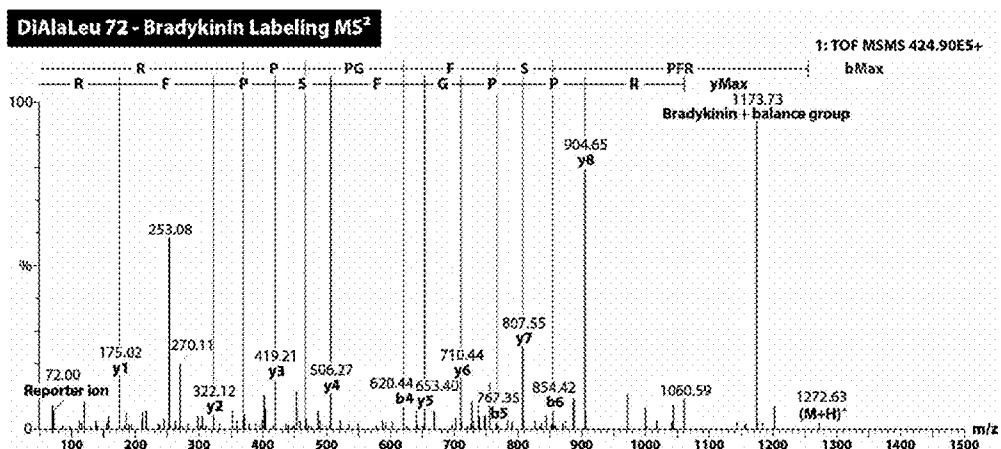 DiAlaLeu 72 - Bradykinin Labeling MS²
1: TOF MSMS 424.90E5+
R P PG F S PFR bMax
R F P S F G P P R yMax
100
%
0
1173.73
Bradykinin + balance group
904.65
y8
253.08
807.55
y7
270.11
175.02
y1
419.21
y3
710.44
y6
72.00
Reporter ion
322.12
y2
506.27
y4
620.44
b4
653.40
y5
767.35
b5
854.42
b6
1060.59
1272.63
(M+H)⁺
100 200 300 400 500 600 700 800 900 1000 1100 1200 1300 1400 1500 m/z